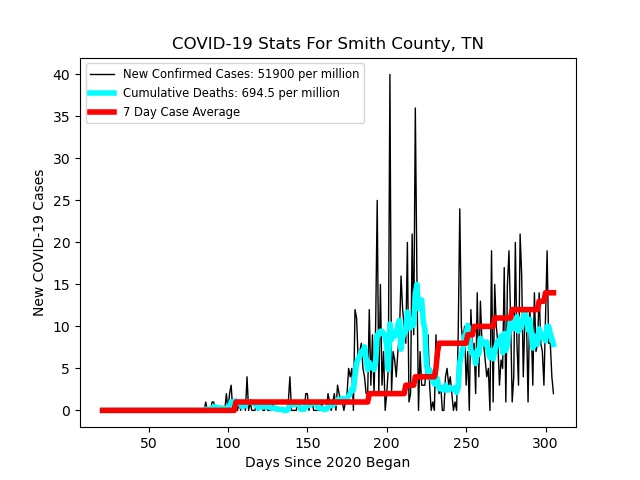 COVID-19 Stats For Smith County, TN
New Confirmed Cases: 51900 per million
Cumulative Deaths: 694.5 per million
7 Day Case Average
New COVID-19 Cases
40
35
30
25
20
15
10
5
0
50 100 150 200 250 300
Days Since 2020 Began